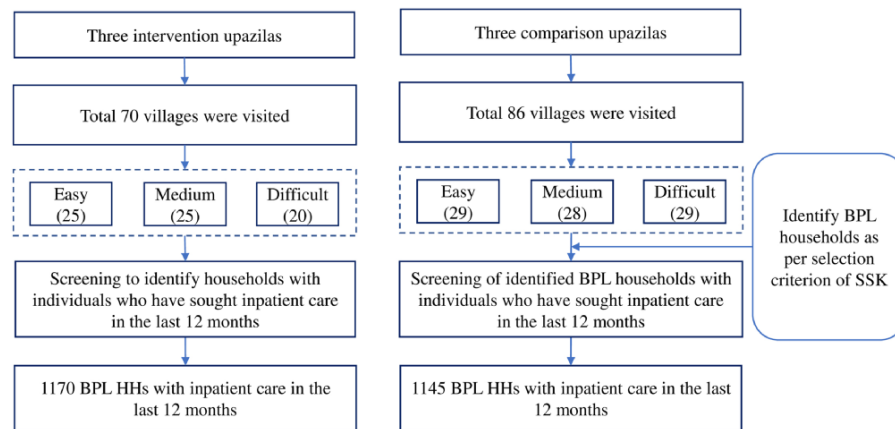 Three intervention upazilas
Total 70 villages were visited
Easy
(25)
Medium
(25)
Difficult
(20)
Screening to identify households with
individuals who have sought inpatient care
in the last 12 months
1170 BPL HHs with inpatient care in the
last 12 months
Three comparison upazilas
Total 86 villages were visited
Easy
(29)
Medium
(28)
Difficult
(29)
Identify BPL
households as
per selection
criterion of SSK
Screening of identified BPL households with
individuals who have sought inpatient care
in the last 12 months
1145 BPL HHs with inpatient care in the last
12 months